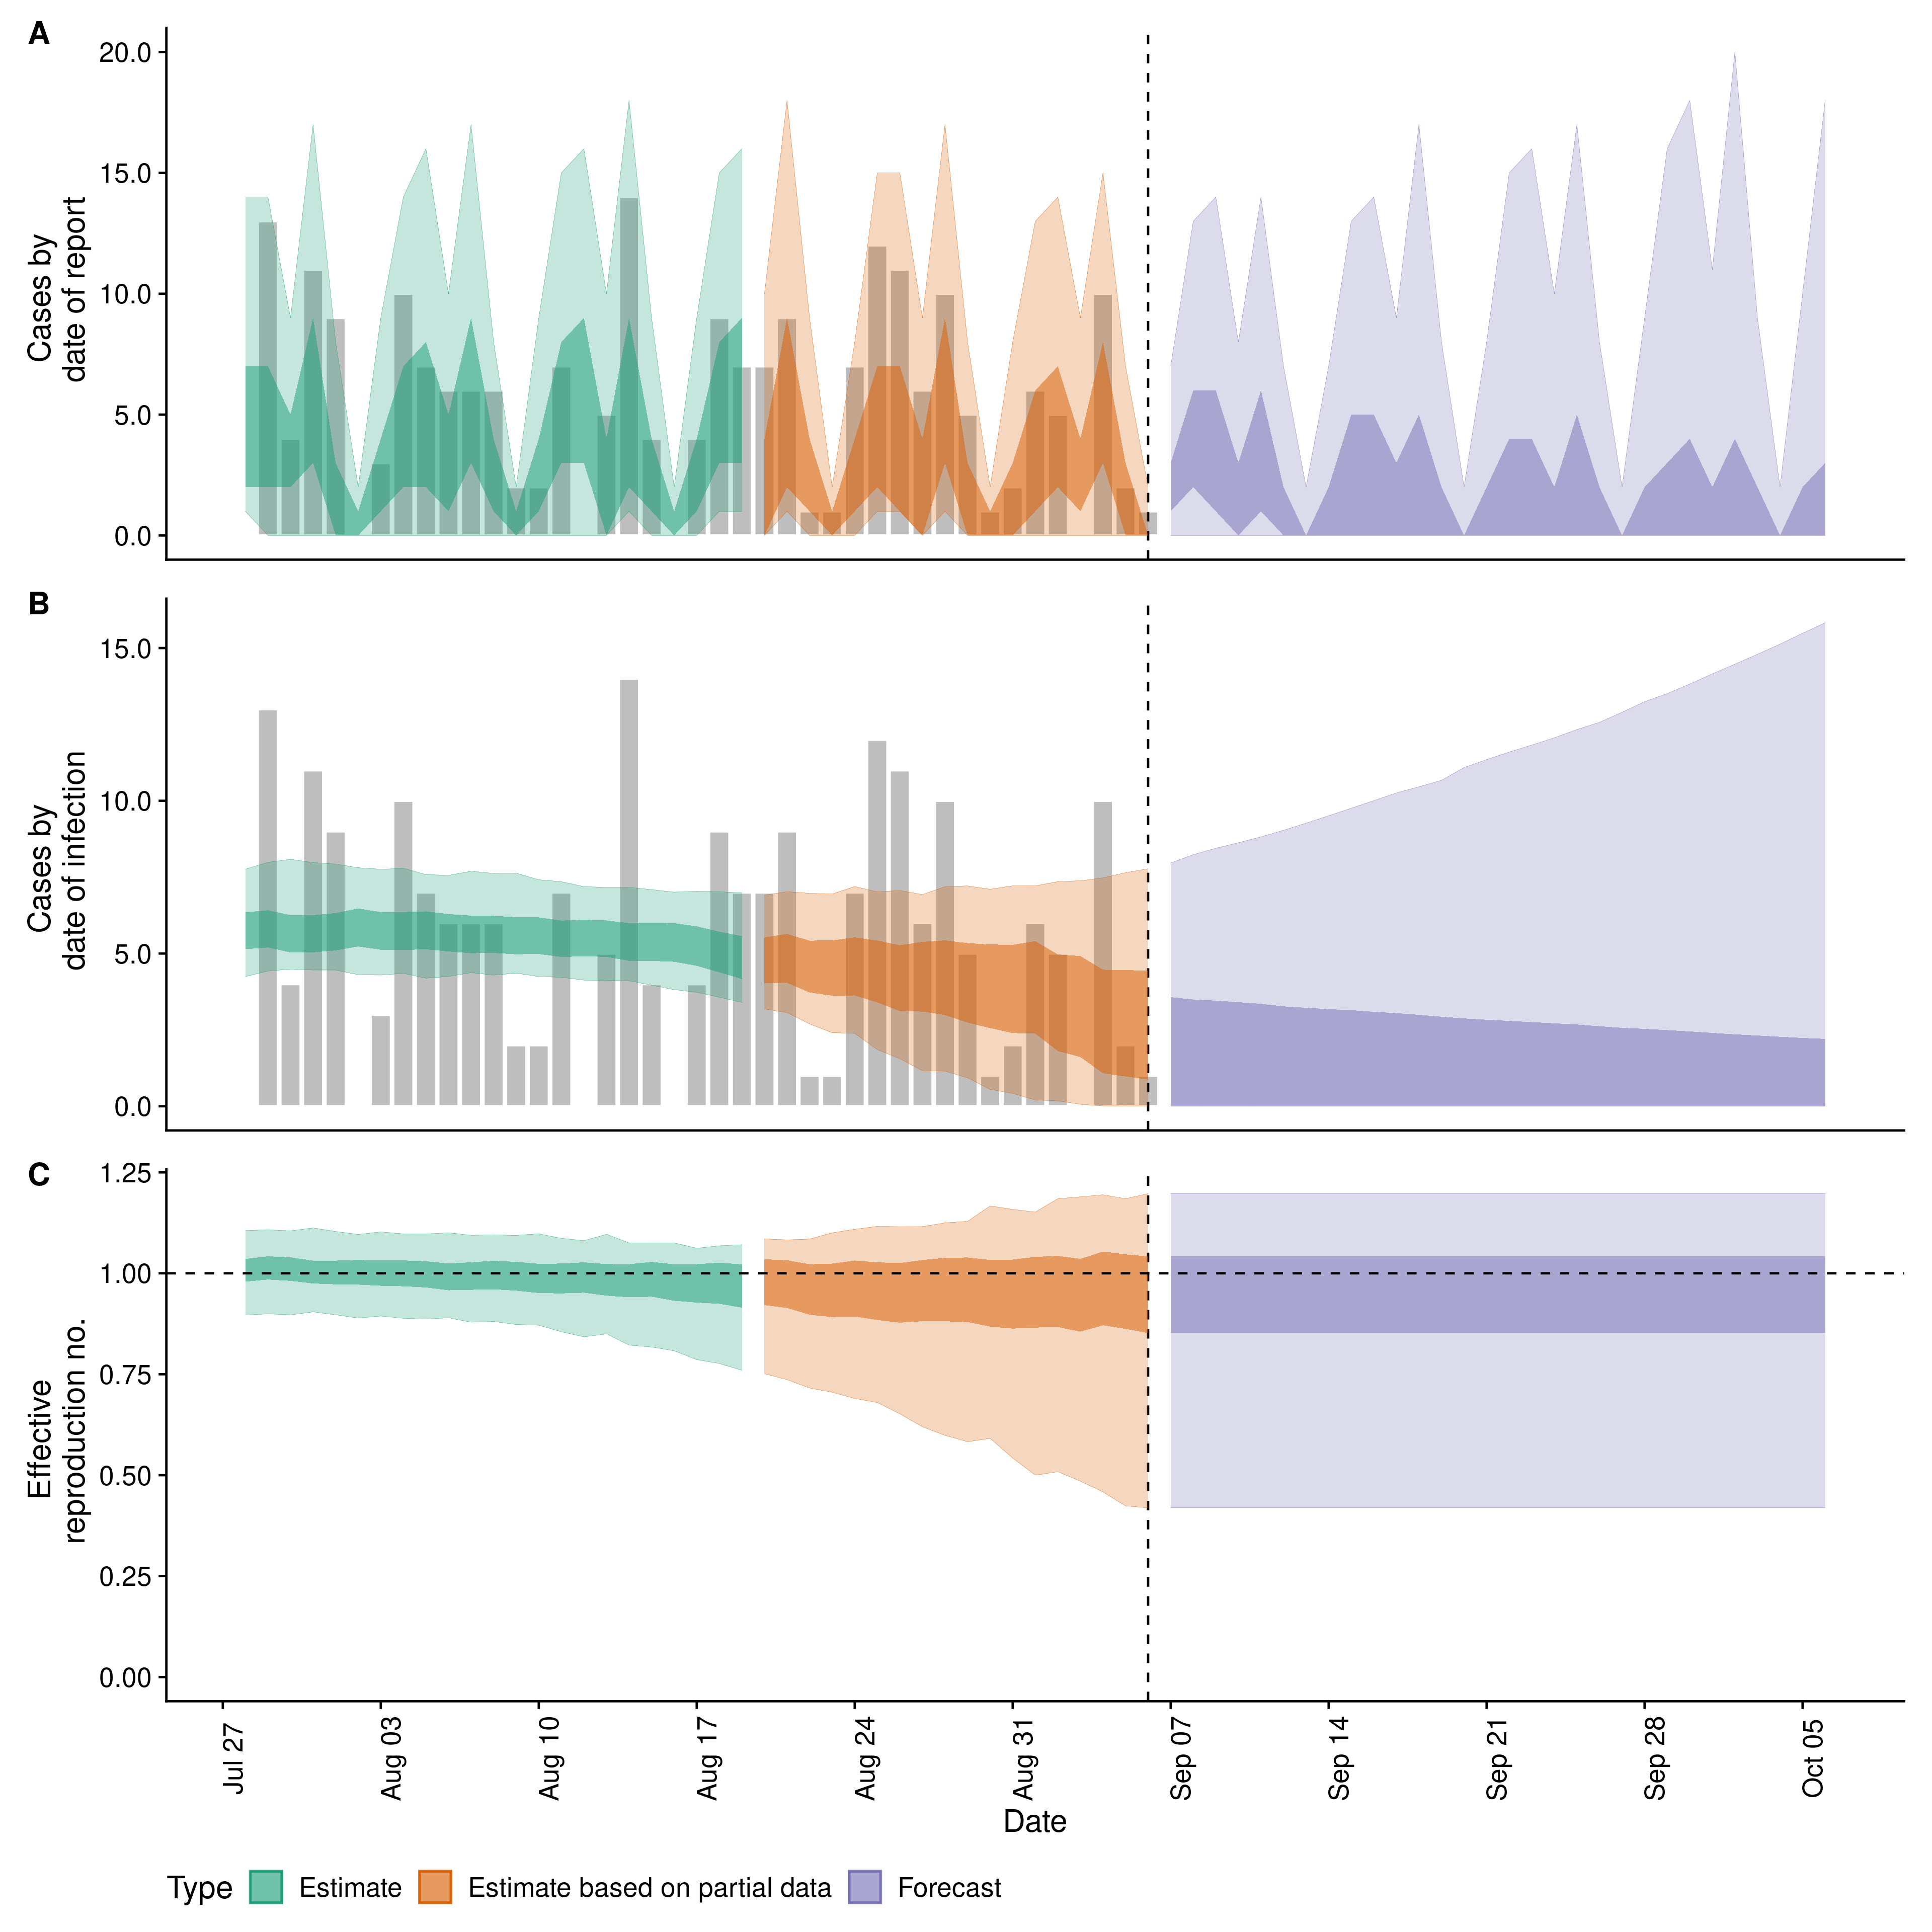 A
20.0
15.0
10.0
5.0
0.0
Cases by
date of report
B
15.0
10.0
5.0
0.0
Cases by
date of infection
C
1.25
1.00
0.75
0.50
0.25
0.00
Effective
reproduction no.
Jul 27
Aug 03
Aug 10
Aug 17
Aug 24
Aug 31
Sep 07
Sep 14
Sep 21
Sep 28
Oct 05
Date
Type Estimate Estimate based on partial data Forecast